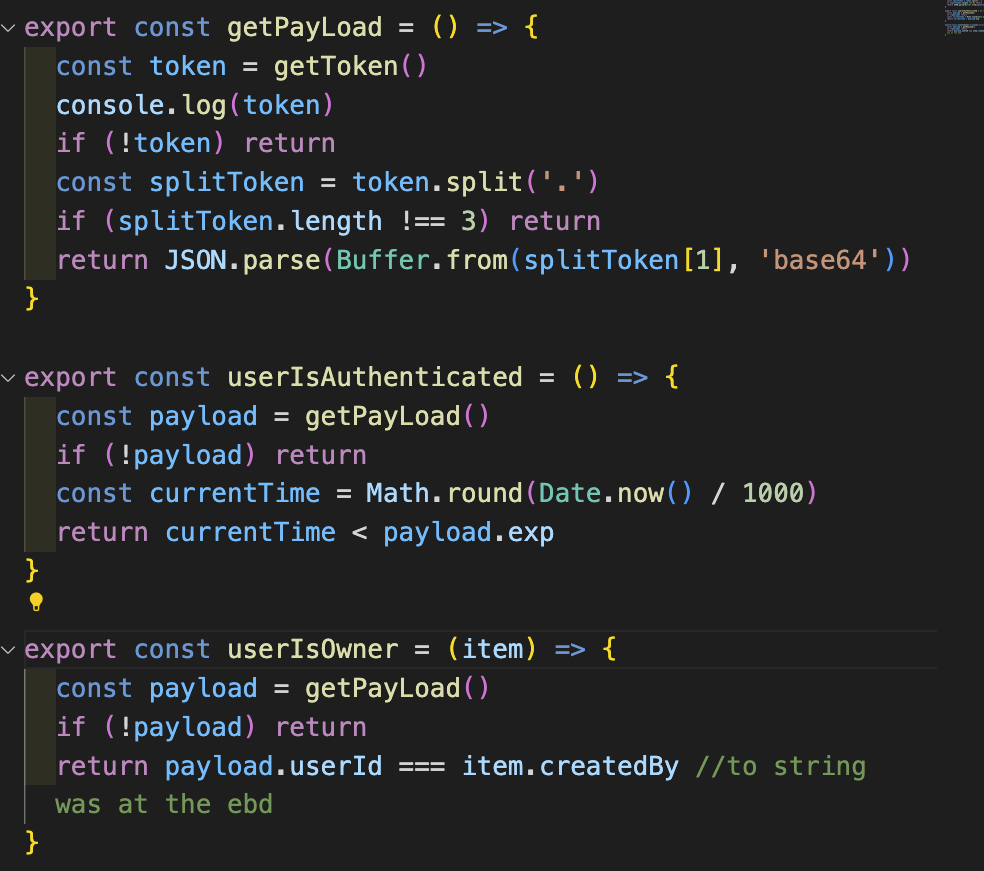 export const getPayLoad = () => {
const token = getToken()
console.log(token)
if (!token) return
const splitToken = token.split('.')
if (splitToken.length !== 3) return
return JSON.parse(Buffer.from(splitToken[1], 'base64'))
}
export const userIsAuthenticated = () => {
const payload = getPayLoad()
if (!payload) return
const currentTime = Math.round(Date.now() / 1000)
return currentTime < payload.exp
}
export const userIsOwner = (item) => {
const payload = getPayLoad()
if (!payload) return
return payload.userId === item.createdBy //to string
was at the ebd
}